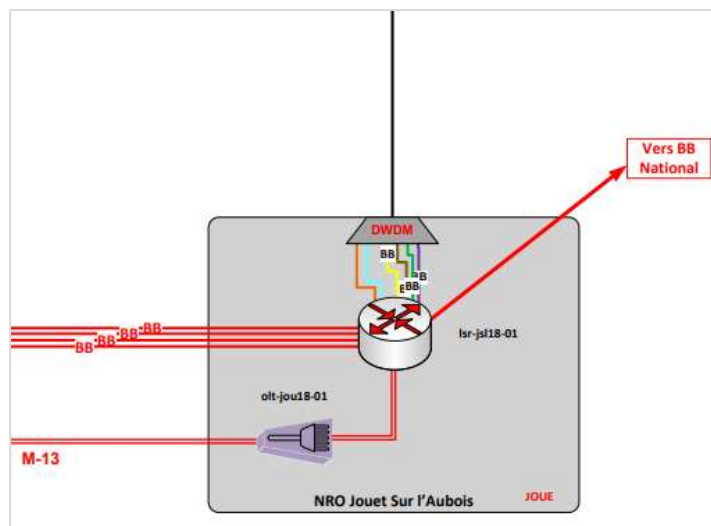 Vers BB
National
DWDM
BB
BB
BB
BB
BB
BB
BB
lsr-jsl18-01
olt-jou18-01
M-13
NRO Jouet Sur l'Aubois
JOUE